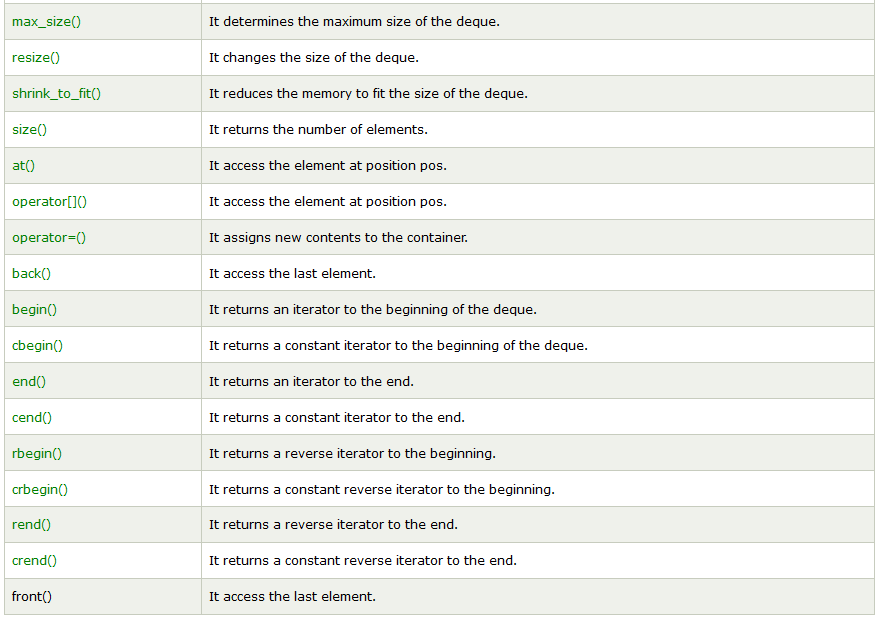 max_size() It determines the maximum size of the deque.
resize() It changes the size of the deque.
shrink_to_fit() It reduces the memory to fit the size of the deque.
size() It returns the number of elements.
at() It access the element at position pos.
operator[]() It access the element at position pos.
operator=() It assigns new contents to the container.
back() It access the last element.
begin() It returns an iterator to the beginning of the deque.
cbegin() It returns a constant iterator to the beginning of the deque.
end() It returns an iterator to the end.
cend() It returns a constant iterator to the end.
rbegin() It returns a reverse iterator to the beginning.
crbegin() It returns a constant reverse iterator to the beginning.
rend() It returns a reverse iterator to the end.
crend() It returns a constant reverse iterator to the end.
front() It access the last element.